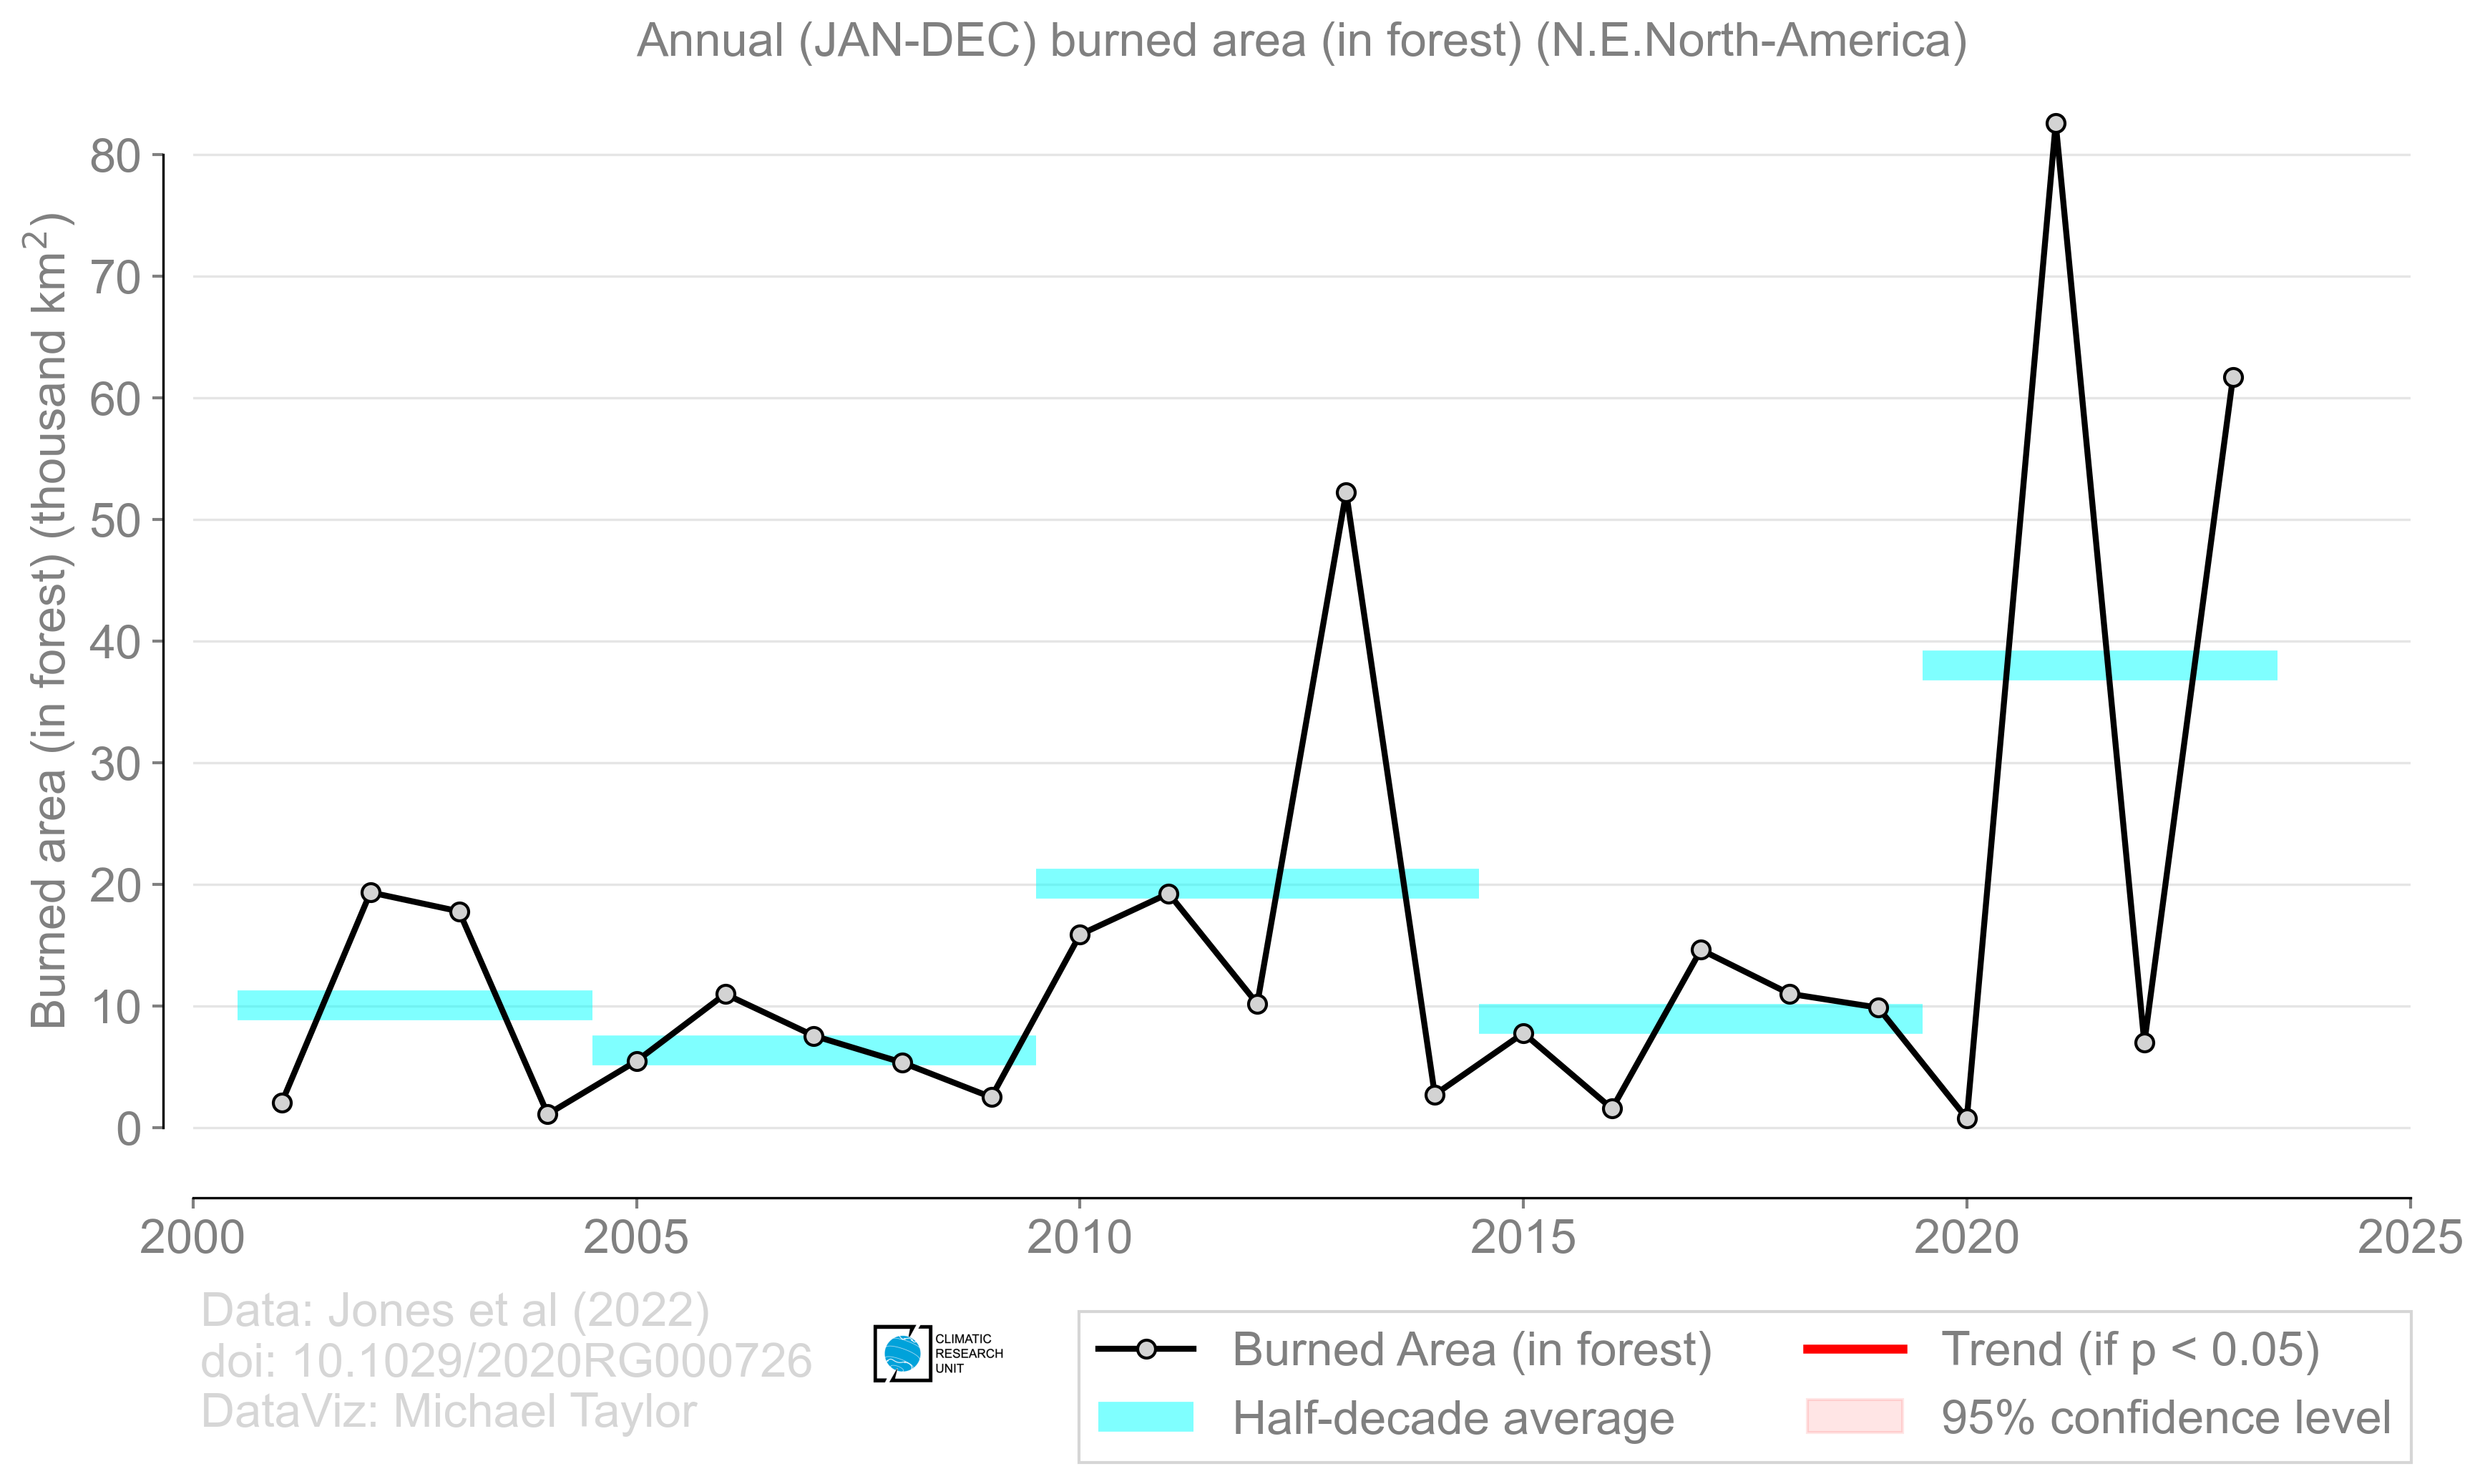 Annual (JAN-DEC) burned area (in forest) (N.E.North-America)
Burned area (in forest) (thousand km²)
80
70
60
50
40
30
20
10
0
2000 2005 2010 2015 2020 2025
Data: Jones et al (2022)
doi: 10.1029/2020RG000726
DataViz: Michael Taylor
CLIMATIC
RESEARCH
UNIT
Burned Area (in forest)
Half-decade average
Trend (if p < 0.05)
95% confidence level